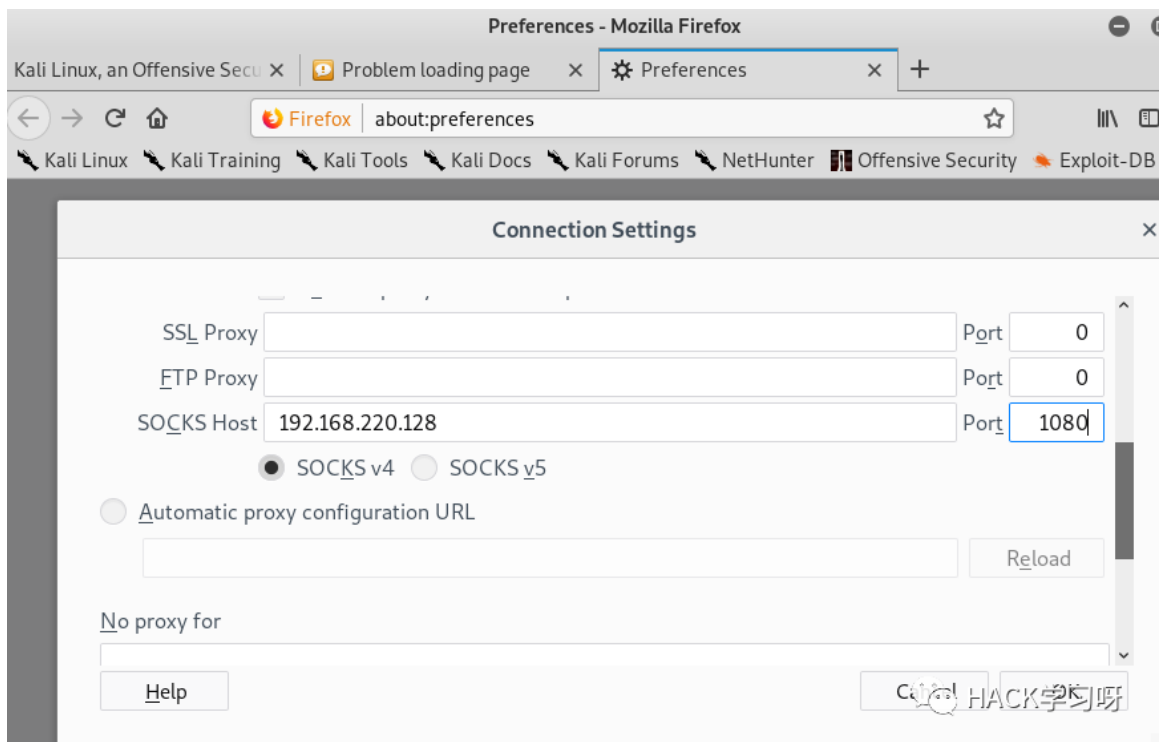 Preferences - Mozilla Firefox
Kali Linux, an Offensive Secu
Problem loading page
Preferences
Firefox
about:preferences
Kali Linux
Kali Training
Kali Tools
Kali Docs
Kali Forums
NetHunter
Offensive Security
Exploit-DB
Connection Settings
SSL Proxy
Port
0
FTP Proxy
Port
0
SOCKS Host
192.168.220.128
Port
1080
SOCKS v4
SOCKS v5
Automatic proxy configuration URL
Reload
No proxy for
Help
Cancel
OK
HACK学习呀